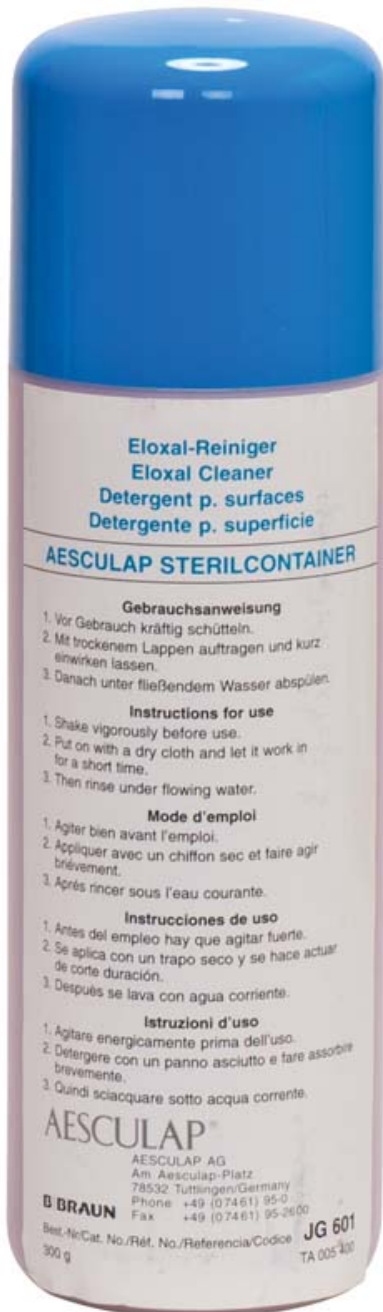 Eloxal-Reiniger
Eloxal Cleaner
Detergent p. surfaces
Detergente p. superficie
AESCULAP STERILCONTAINER
Gebrauchsanweisung
1. Vor Gebrauch kräftig schütteln.
2. Mit trockenem Lappen auftragen und kurz
einwirken lassen.
3. Danach unter fließendem Wasser abspülen.
Instructions for use
1. Shake vigorously before use.
2. Put on with a dry cloth and let it work in
for a short time.
3. Then rinse under flowing water.
Mode d'emploi
1. Agiter bien avant l'emploi.
2. Appliquer avec un chiffon sec et faire agir
brièvement.
3. Aprés rincer sous l'eau courante.
Instrucciones de uso
1. Antes del empleo hay que agitar fuerte.
2. Se aplica con un trapo seco y se hace actuar
de corte duración.
3. Después se lava con agua corriente.
Istruzioni d'uso
1. Agitare energicamente prima dell'uso.
2. Detergere con un panno asciutto e fare assorbire
brevemente.
3. Quindi sciacquare sotto acqua corrente.
AESCULAP®
AESCULAP AG
Am Aesculap-Platz
78532 Tuttlingen/Germany
Phone +49 (07461) 95-0
B BRAUN Fax +49 (07461) 95-2600
Best.-Nr/Cat. No./Réf. No./Referencia/Codice JG 601
300 g TA 005 400